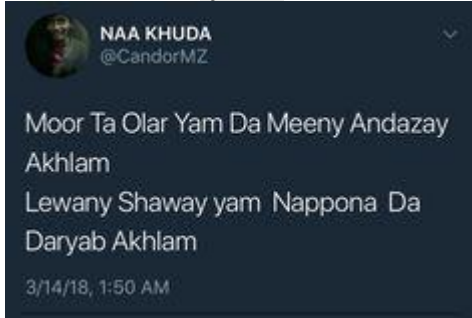 NAA KHUDA
@CandorMZ
Moor Ta Olar Yam Da Meeny Andazay
Akhlam
Lewany Shaway yam Nappona Da
Daryab Akhlam
3/14/18, 1:50 AM